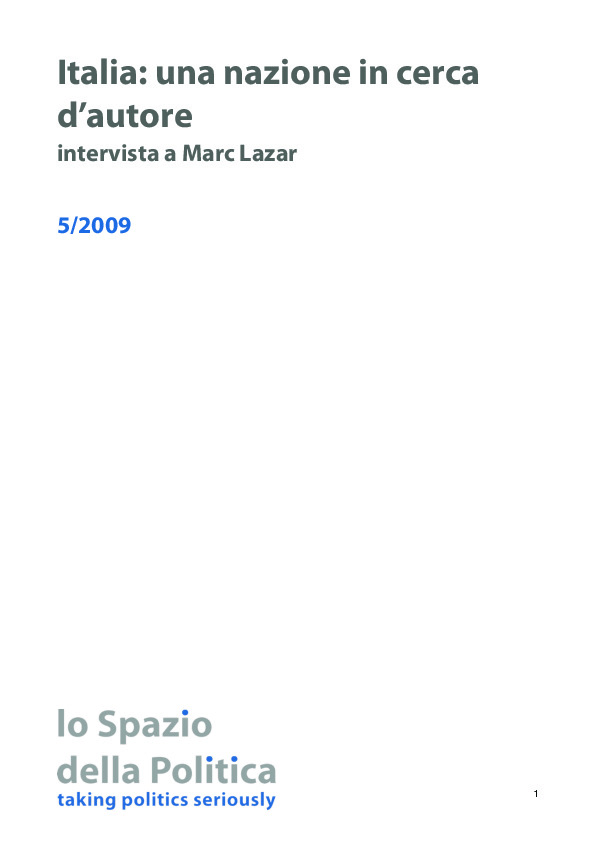 Italia: una nazione in cerca
d’autore
intervista a Marc Lazar
5/2009
lo Spazio
della Politica
taking politics seriously
1